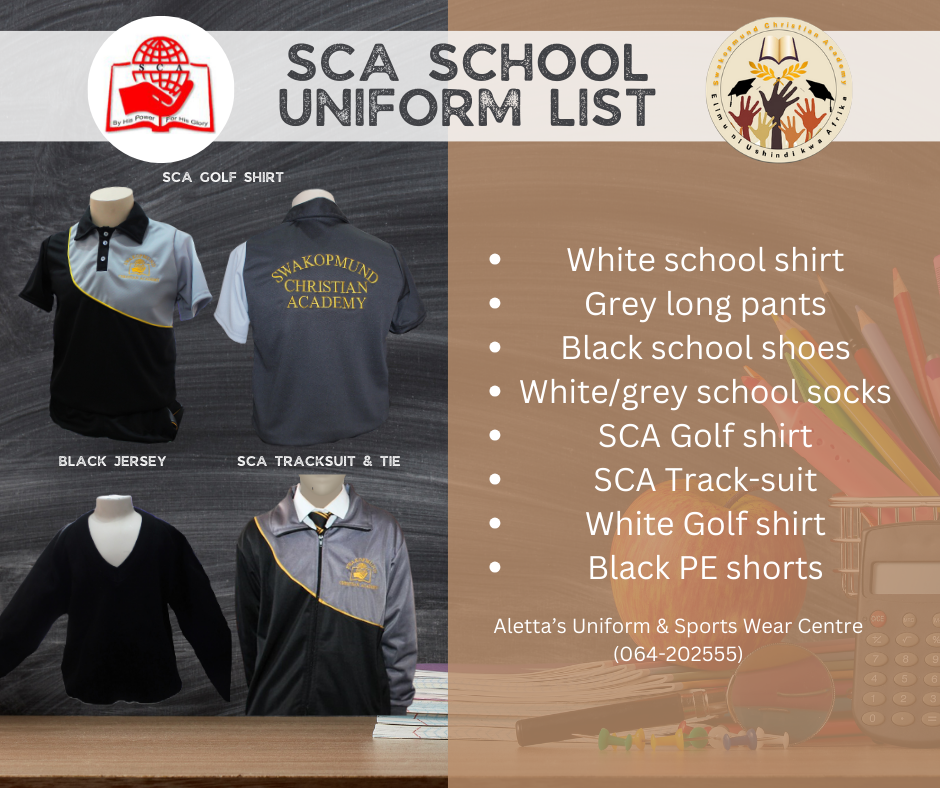 SCA SCHOOL
UNIFORM LIST
S C A
By His Power For His Glory
Swakopmund Christian Academy
Elimu ni Ushindi kwa Afrika
SCA GOLF SHIRT
SWAKOPMUND
CHRISTIAN
ACADEMY
BLACK JERSEY
SCA TRACKSUIT & TIE
• White school shirt
• Grey long pants
• Black school shoes
• White/grey school socks
• SCA Golf shirt
• SCA Track-suit
• White Golf shirt
• Black PE shorts
Aletta’s Uniform & Sports Wear Centre
(064-202555)